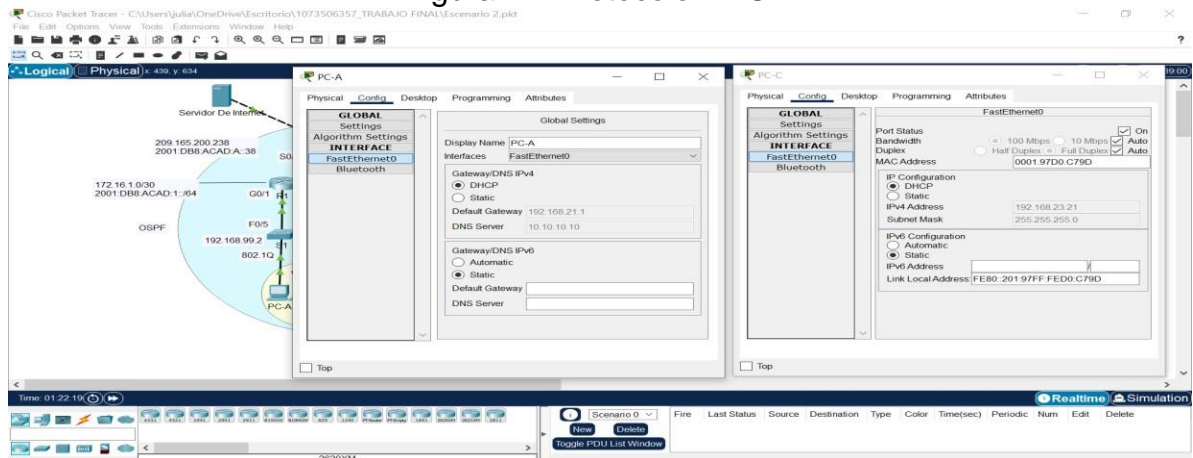 Cisco Packet Tracer - C:\Users\julia\OneDrive\Escritorio\1073506357_TRABAJO FINAL\Escenario 2.pkt
File Edit Options View Tools Extensions Window Help
Logical Physical x: 439, y: 634
Servidor De Internet
209.165.200.238
2001:DB8:ACAD:A::38
172.16.1.0/30
2001:DB8:ACAD:1::/64
G0/1 R1
OSPF
F0/5
192.168.99.2
802.1Q
PC-A
PC-A
Physical Config Desktop Programming Attributes
GLOBAL
Settings
Algorithm Settings
INTERFACE
FastEthernet0
Bluetooth
Global Settings
Display Name PC-A
Interfaces FastEthernet0
Gateway/DNS IPv4
DHCP
Static
Default Gateway 192.168.21.1
DNS Server 10.10.10.10
Gateway/DNS IPv6
Automatic
Static
Default Gateway
DNS Server
Top
PC-C
Physical Config Desktop Programming Attributes
GLOBAL
Settings
Algorithm Settings
INTERFACE
FastEthernet0
Bluetooth
FastEthernet0
Port Status On
Bandwidth 100 Mbps 10 Mbps Auto
Duplex Half Duplex Full Duplex Auto
MAC Address 0001.97D0.C79D
IP Configuration
DHCP
Static
IPv4 Address 192.168.23.21
Subnet Mask 255.255.255.0
IPv6 Configuration
Automatic
Static
IPv6 Address /
Link Local Address: FE80::201:97FF:FED0:C79D
Top
Time: 01:22:19
Realtime Simulation
Scenario 0
New Delete
Toggle PDU List Window
Fire Last Status Source Destination Type Color Time(sec) Periodic Num Edit Delete